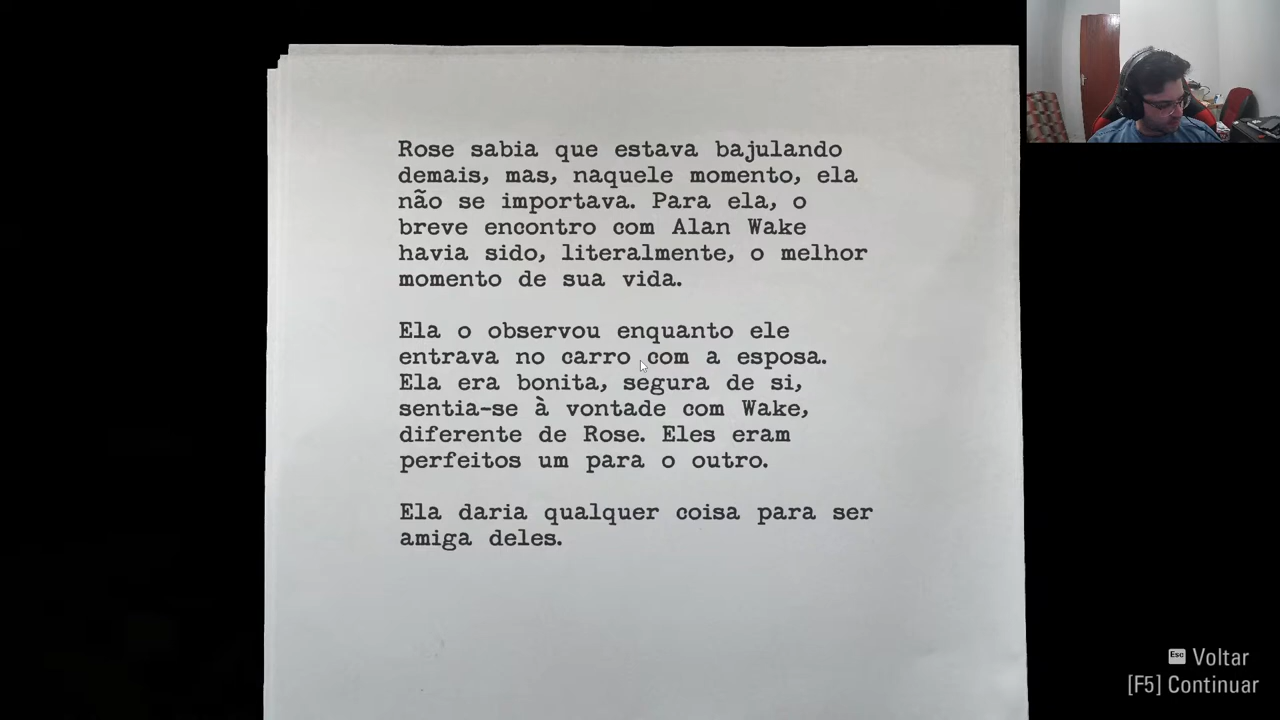 Rose sabia que estava bajulando
demais, mas, naquele momento, ela
não se importava. Para ela, o
breve encontro com Alan Wake
havia sido, literalmente, o melhor
momento de sua vida.
Ela o observou enquanto ele
entrava no carro com a esposa.
Ela era bonita, segura de si,
sentia-se à vontade com Wake,
diferente de Rose. Eles eram
perfeitos um para o outro.
Ela daria qualquer coisa para ser
amiga deles.
Esc Voltar
[F5] Continuar